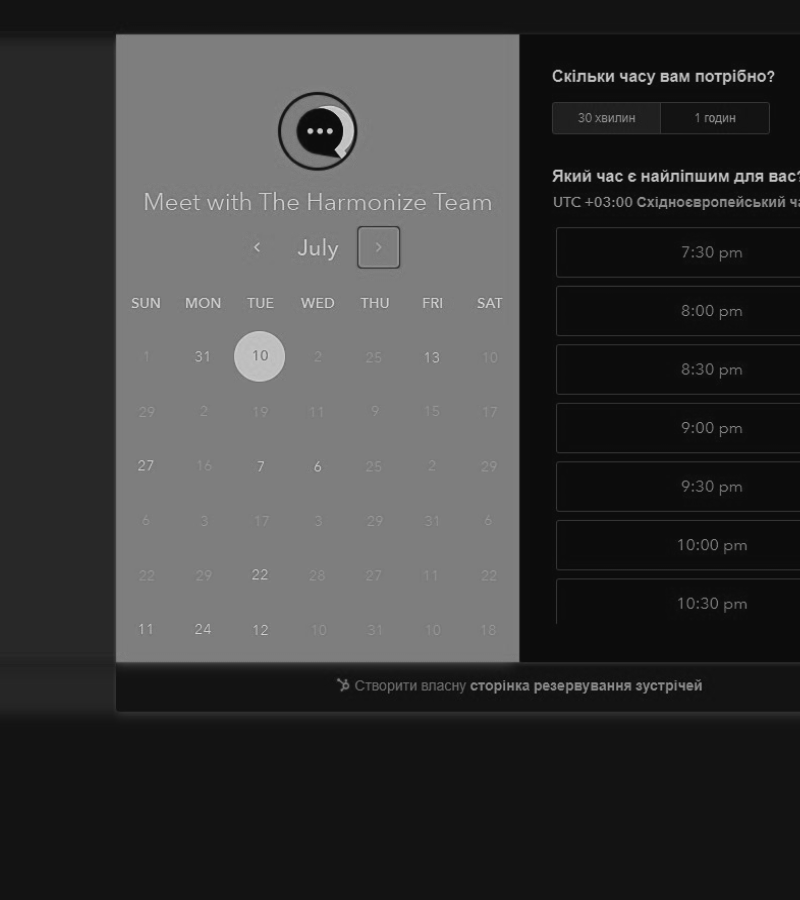 Meet with The Harmonize Team
July
SUN MON TUE WED THU FRI SAT
1 31 10 2 25 13 10
29 2 19 11 9 15 17
27 16 7 6 25 2 29
6 3 17 3 29 31 6
22 29 22 28 27 11 22
11 24 12 10 31 10 18
Скільки часу вам потрібно?
30 хвилин 1 годин
Який час є найліпшим для вас?
UTC +03:00 Східноєвропейський ча
7:30 pm
8:00 pm
8:30 pm
9:00 pm
9:30 pm
10:00 pm
10:30 pm
Створити власну сторінка резервування зустрічей